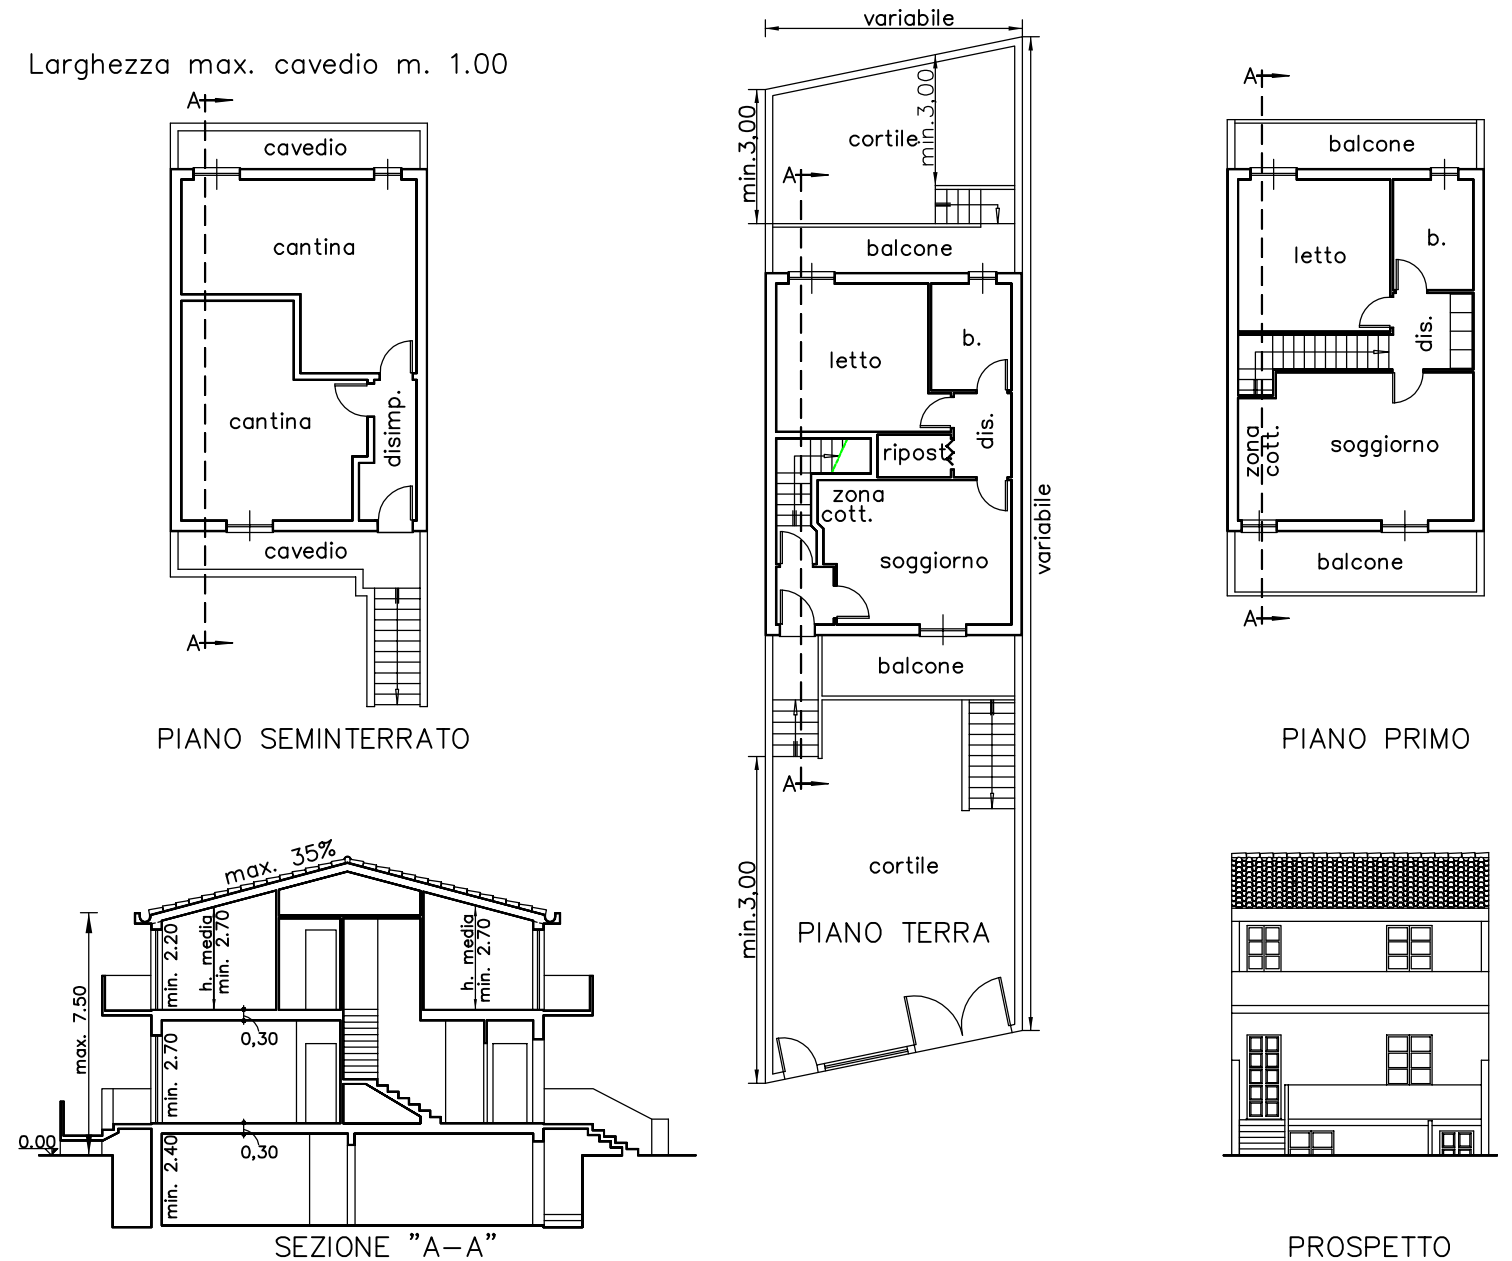 Larghezza max. cavedio m. 1.00
A
cavedio
cantina
cantina
disimp.
cavedio
A
PIANO SEMINTERRATO
variabile
min.3,00
cortile
min.3,00
A
balcone
letto
b.
dis.
ripost.
zona
cott.
soggiorno
variabile
balcone
A
min.3,00
cortile
PIANO TERRA
A
balcone
letto
b.
dis.
zona
cott.
soggiorno
balcone
A
PIANO PRIMO
max. 35%
max. 7.50
0.00
min. 2.20
h. media
min. 2.70
h. media
min. 2.70
0,30
min. 2.70
0,30
min. 2.40
SEZIONE "A-A"
PROSPETTO